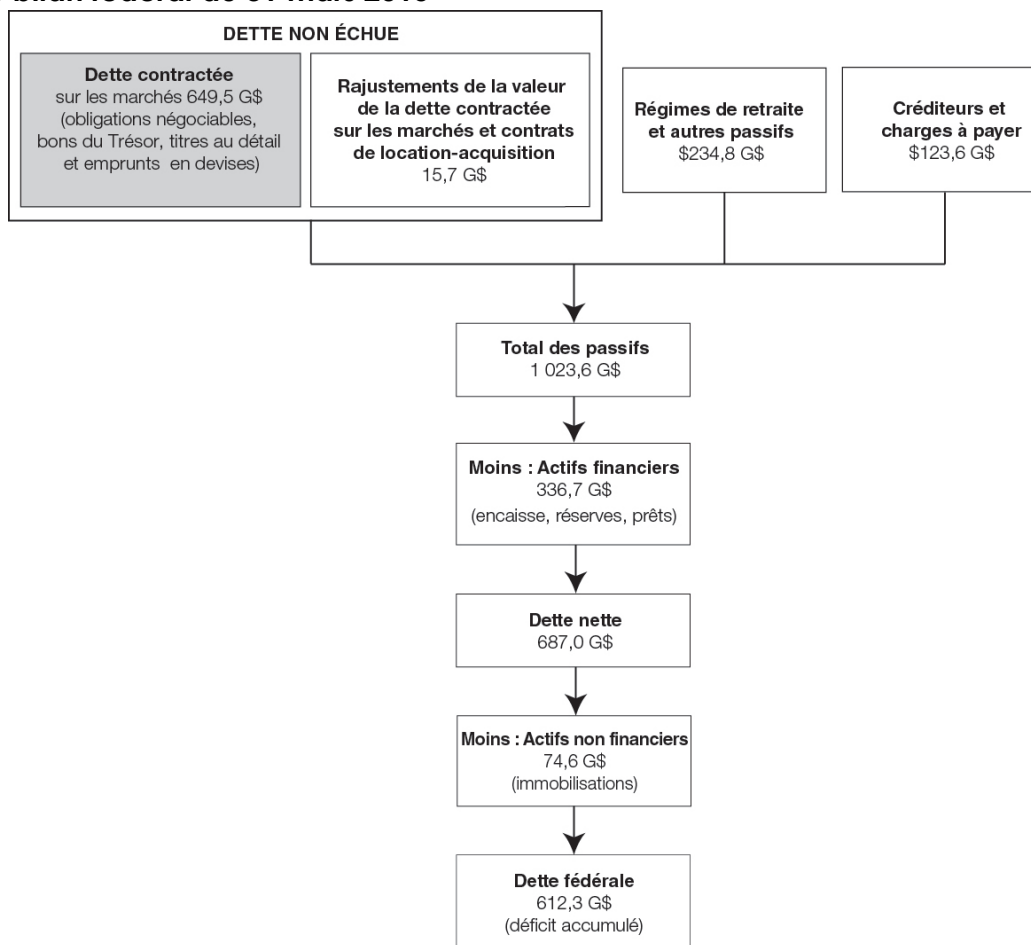 DETTE NON ÉCHUE
Dette contractée
sur les marchés 649,5 G$
(obligations négociables,
bons du Trésor, titres au détail
et emprunts en devises)
Rajustements de la valeur
de la dette contractée
sur les marchés et contrats
de location-acquisition
15,7 G$
Régimes de retraite
et autres passifs
$234,8 G$
Créditeurs et
charges à payer
$123,6 G$
Total des passifs
1 023,6 G$
Moins : Actifs financiers
336,7 G$
(encaisse, réserves, prêts)
Dette nette
687,0 G$
Moins : Actifs non financiers
74,6 G$
(immobilisations)
Dette fédérale
612,3 G$
(déficit accumulé)